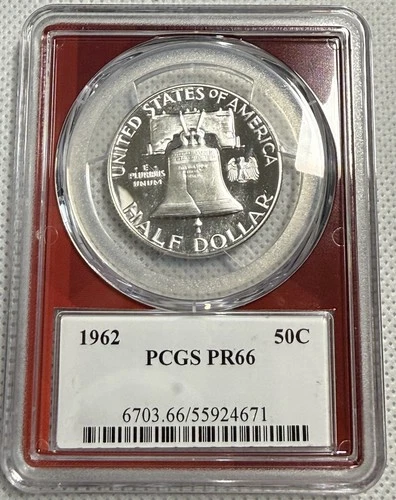 UNITED STATES OF AMERICA
E
PLURIBUS
UNUM
HALF DOLLAR
1962 50C
PCGS PR66
6703.66/55924671